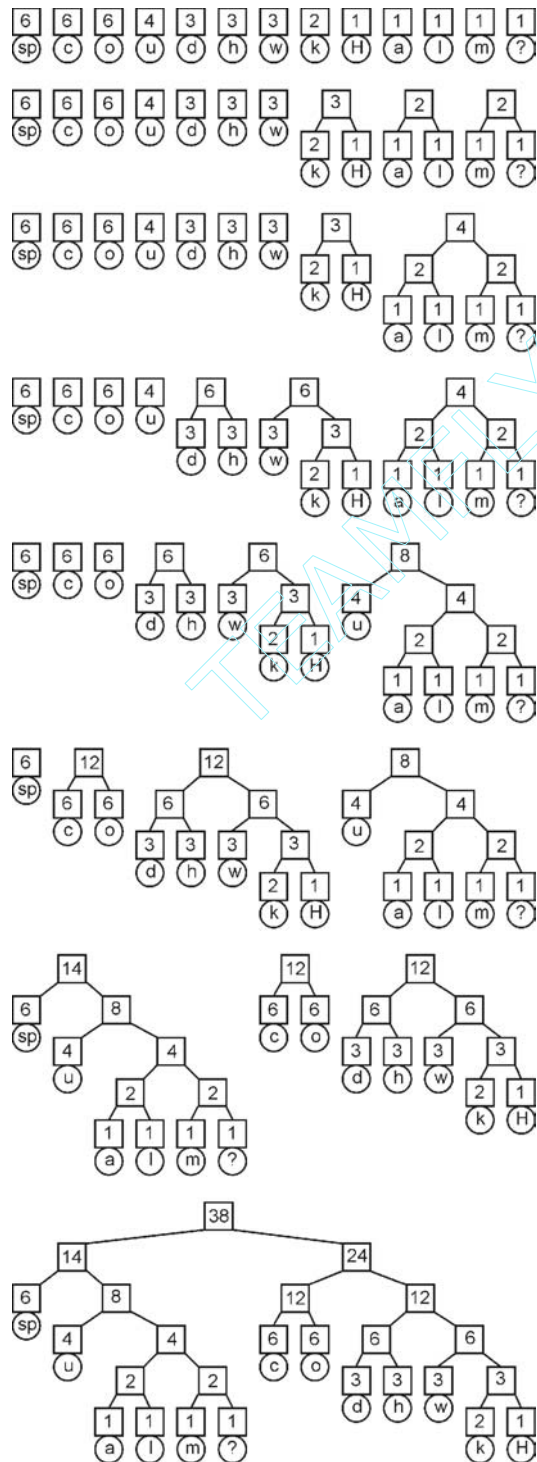 6 6 6 4 3 3 3 2 1 1 1 1 1
sp c o u d h w k H a l m ?
6 6 6 4 3 3 3 3 2 2
sp c o u d h w
2 1 1 1 1 1
k H a l m ?
6 6 6 4 3 3 3 3 4
sp c o u d h w
2 1 2 2
k H
1 1 1 1
a l m ?
6 6 6 4 6 6 4
sp c o u
3 3 3 3 2 2
d h w
2 1 1 1 1 1
k H a l m ?
6 6 6 6 6 8
sp c o
3 3 3 3 4 4
d h w u
2 1 2 2
k H
1 1 1 1
a l m ?
6 12 12 8
sp
6 6 6 6 4 4
c o u
3 3 3 3 2 2
d h w
2 1 1 1 1 1
k H a l m ?
14 12 12
6 8 6 6 6 6
sp c o
4 4 3 3 3 3
u d h w
2 2 2 1
k H
1 1 1 1
a l m ?
38
14 24
6 8 12 12
sp
4 4 6 6 6 6
u c o
2 2 3 3 3 3
d h w
1 1 1 1 2 1
a l m ? k H
TEAMFLY